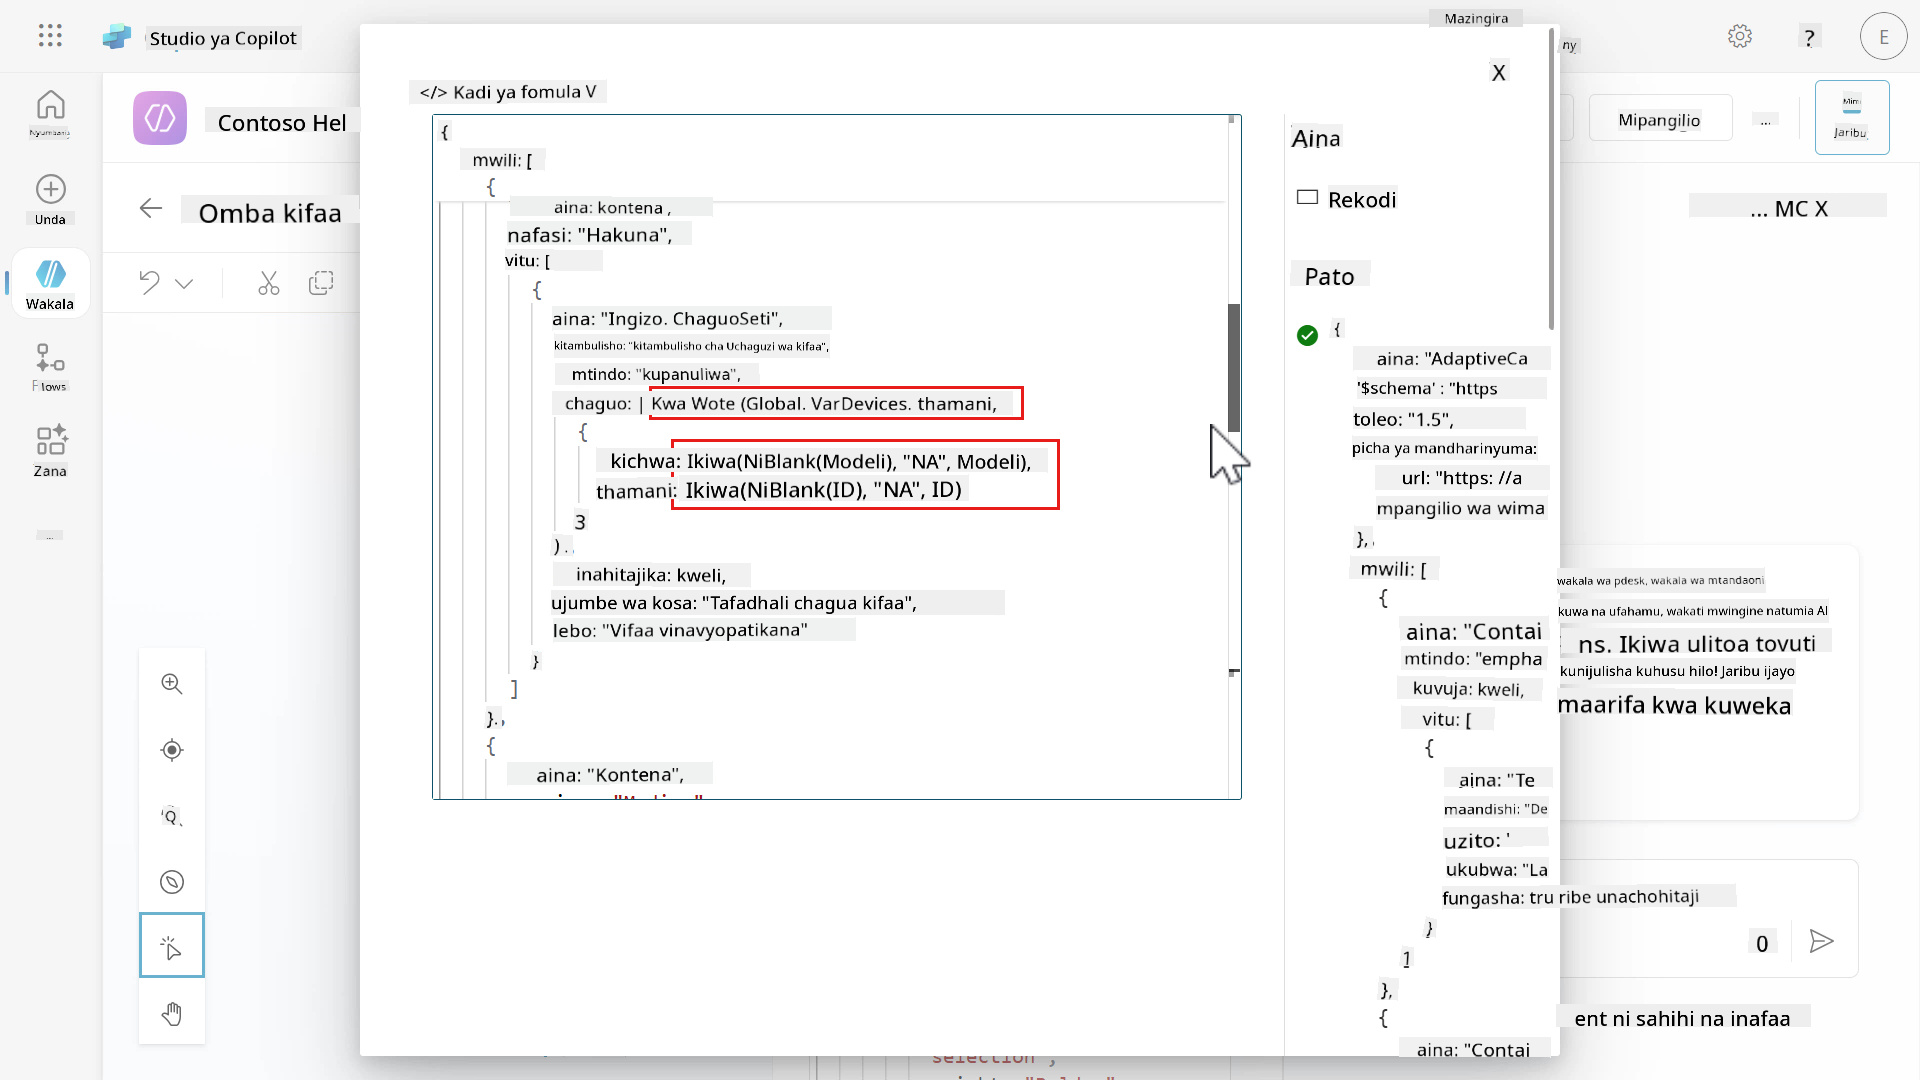 Mazingira
Studio ya Copilot
ny
?
E
X
</> Kadi ya fomula V
Contoso Hel
Mipangilio
...
Jaribu
Nyumbani
Unda
Omba kifaa
Wakala
Flows
Zana
...
{
mwili: [
{
aina: kontena ,
nafasi: "Hakuna",
vitu: [
{
aina: "Ingizo. ChaguoSeti",
kitambulisho: "kitambulisho cha Uchaguzi wa kifaa",
mtindo: "kupanuliwa",
chaguo: | Kwa Wote (Global. VarDevices. thamani,
{
kichwa: Ikiwa(NiBlank(Modeli), "NA", Modeli),
thamani: Ikiwa(NiBlank(ID), "NA", ID)
3
) .
inahitajika: kweli,
ujumbe wa kosa: "Tafadhali chagua kifaa",
lebo: "Vifaa vinavyopatikana"
}
]
}.,
{
aina: "Kontena",
Aina
Rekodi
Pato
{
aina: "AdaptiveCa
'$schema' : "https
toleo: "1.5",
picha ya mandharinyuma:
url: "https: //a
mpangilio wa wima
},
mwili: [
{
aina: "Contai
mtindo: "empha
kuvuja: kweli,
vitu: [
{
aina: "Te
maandishi: "De
uzito: '
ukubwa: "La
fungasha: tru
}
1
},
{
aina: "Contai
... MC X
wakala wa pdesk, wakala wa mtandaoni
kuwa na ufahamu, wakati mwingine natumia AI
ns. Ikiwa ulitoa tovuti
kunijulisha kuhusu hilo! Jaribu ijayo
maarifa kwa kuweka
ribe unachohitaji
0
ent ni sahihi na inafaa
selection",